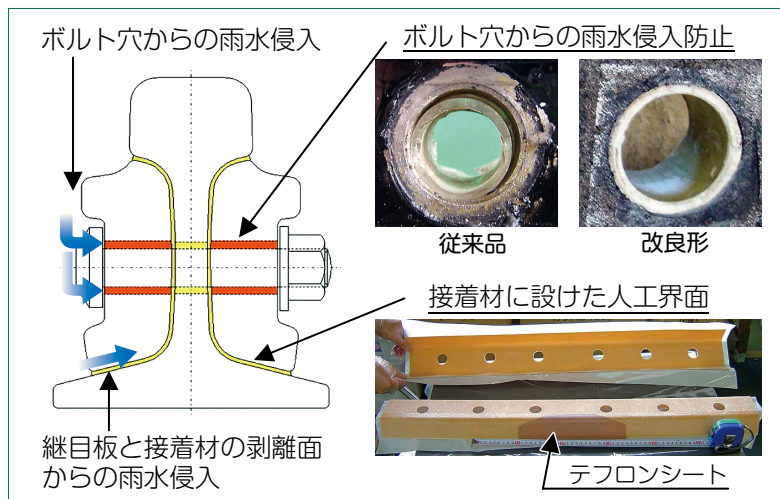 ボルト穴からの雨水侵入
ボルト穴からの雨水侵入防止
従来品
改良形
接着材に設けた人工界面
継目板と接着材の剥離面
からの雨水侵入
テフロンシート